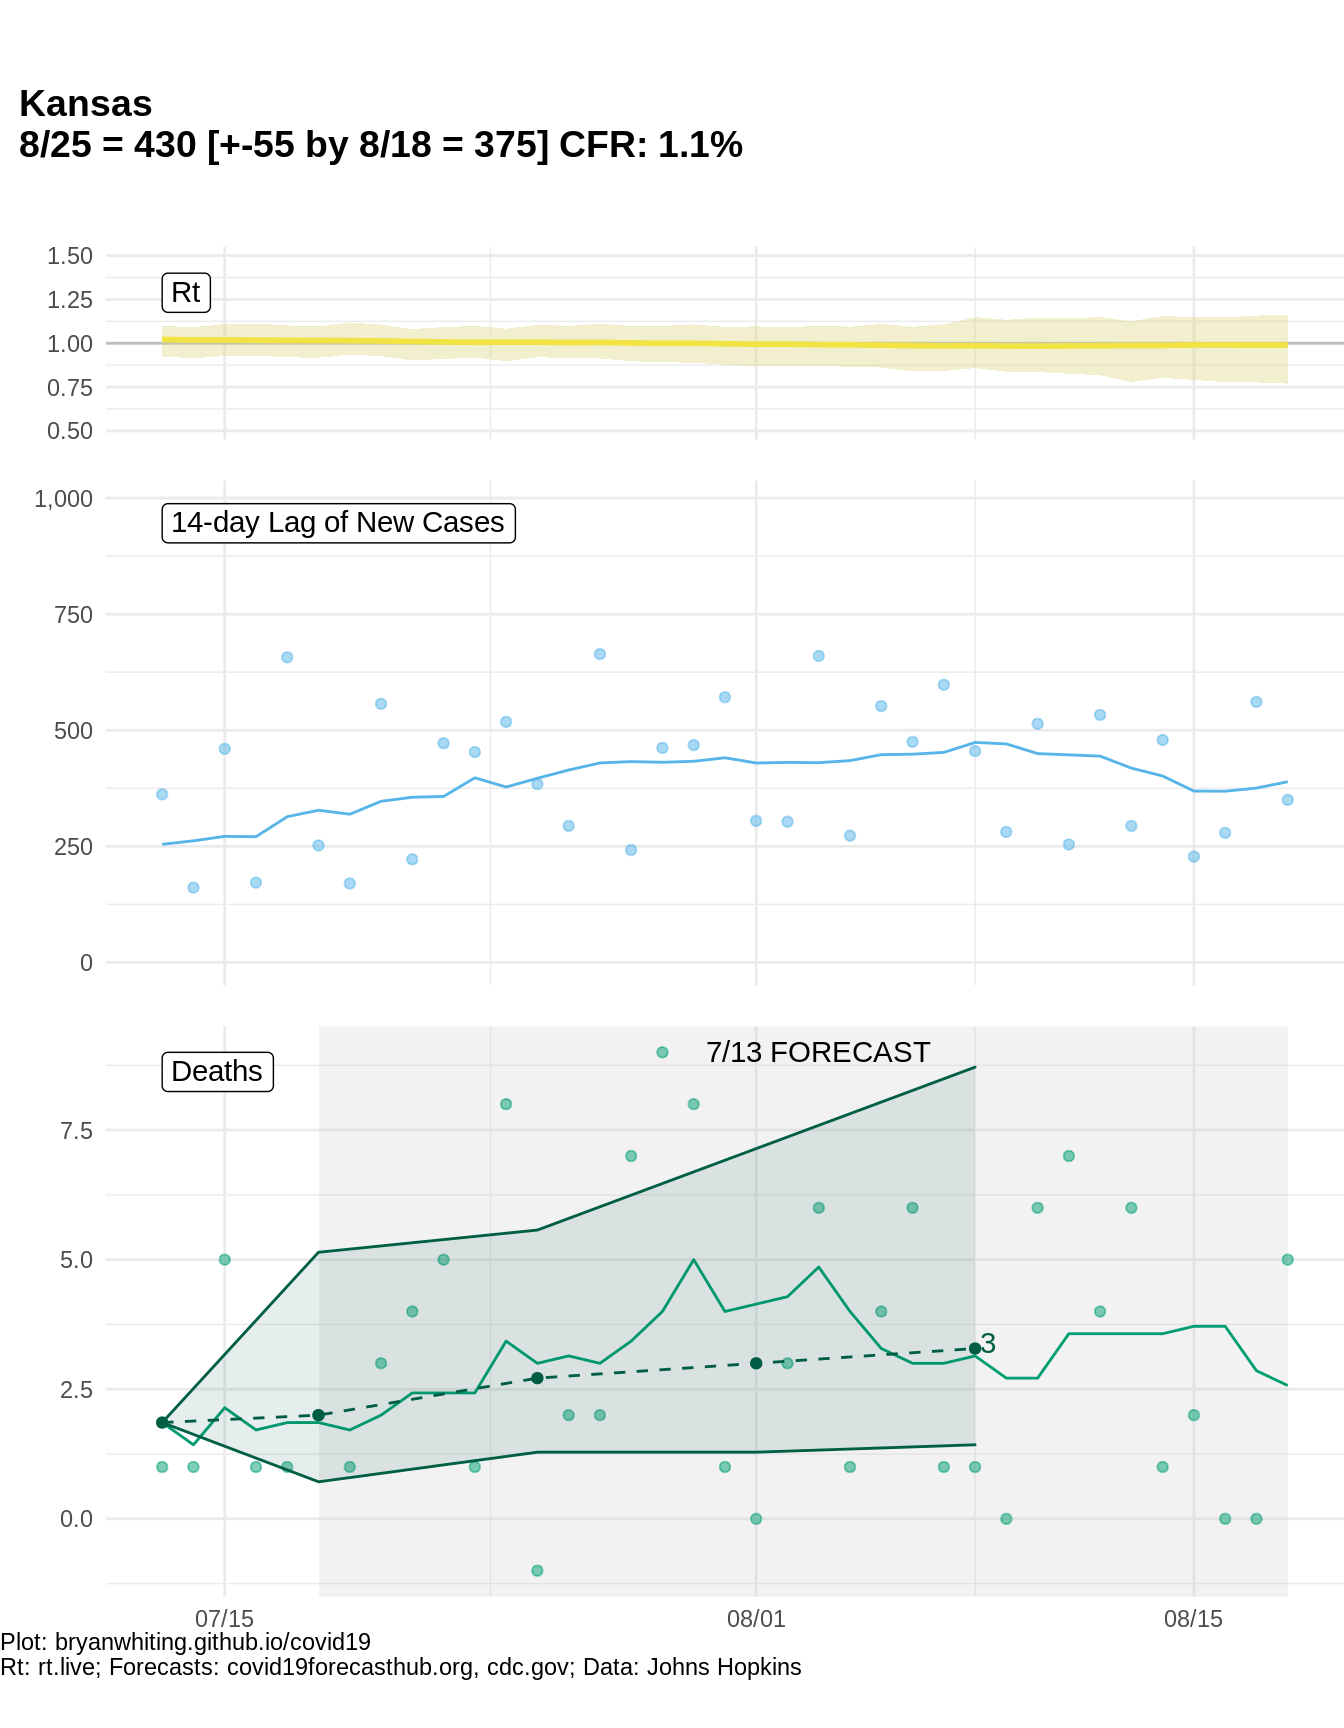 Kansas
8/25 = 430 [+-55 by 8/18 = 375] CFR: 1.1%
1.50
Rt
1.25
1.00
0.75
0.50
1,000
14-day Lag of New Cases
750
500
250
0
7/13 FORECAST
Deaths
7.5
5.0
3
2.5
0.0
07/15 08/01 08/15
Plot: bryanwhiting.github.io/covid19
Rt: rt.live; Forecasts: covid19forecasthub.org, cdc.gov; Data: Johns Hopkins